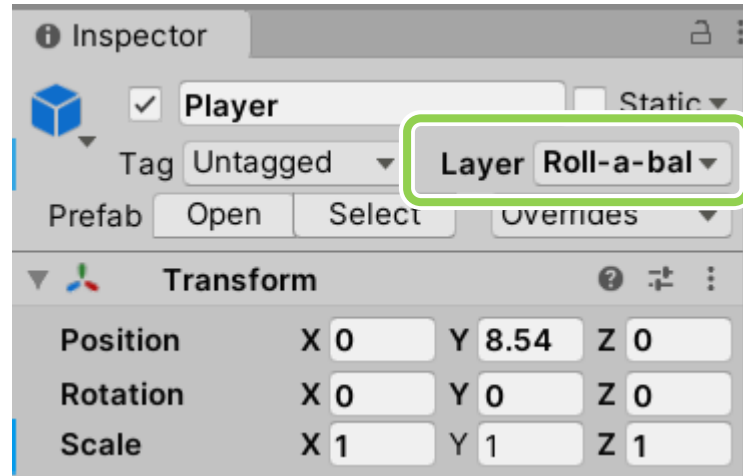 Inspector
Player Static
Tag Untagged Layer Roll-a-bal
Prefab Open Select Overrides
Transform
Position X 0 Y 8.54 Z 0
Rotation X 0 Y 0 Z 0
Scale X 1 Y 1 Z 1